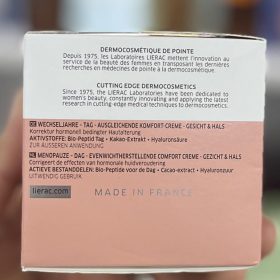 DERMOCOSMÉTIQUE DE POINTE
Depuis 1975, les Laboratoires LIERAC mettent l'innovation au
service de la beauté des femmes en transposant les dernières
recherches en médecines de pointe à la dermocosmétique.
CUTTING EDGE DERMOCOSMETICS
Since 1975, the LIERAC Laboratories have been dedicated to
women's beauty, constantly innovating and applying the latest
research in cutting-edge medical techniques to dermocosmetics.
DE WECHSELJAHRE - TAG - AUSGLEICHENDE KOMFORT CREME - GESICHT & HALS
Korrektur hormonell bedingter Hautalterung
AKTIVSTOFFE: Bio-Peptid Tag • Kakao-Extrakt • Hyaluronsäure
ZUR ÄUSSEREN ANWENDUNG
NL MENOPAUZE - DAG - EVENWICHTHERSTELLENDE COMFORT CREME - GEZICHT & HALS
Corrigeert de effecten van hormonale huidveroudering
ACTIEVE BESTANDDELEN: Bio-Peptide voor de Dag • Cacao-extract • Hyaluronzuur
UITWENDIG GEBRUIK
lierac.com
MADE IN FRANCE